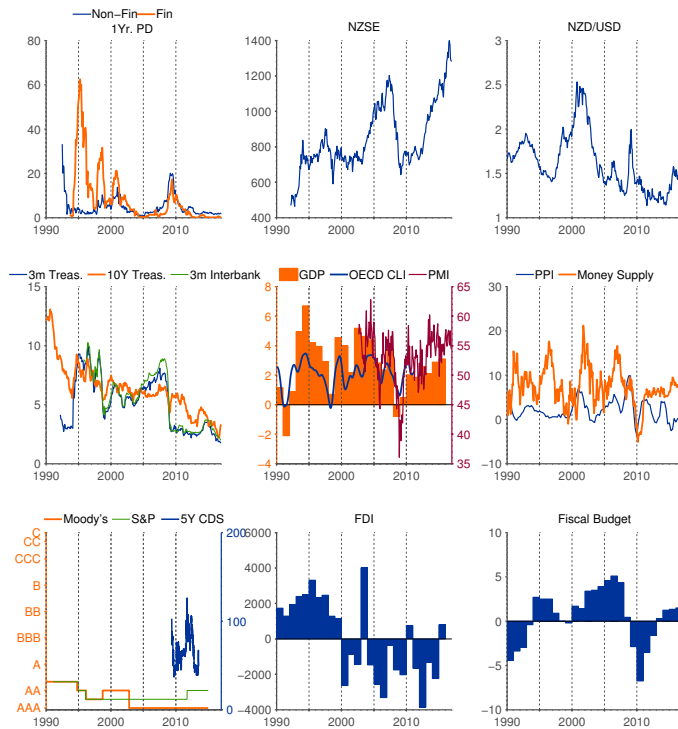 Non−Fin Fin
1Yr. PD
80
60
40
20
0
1990 2000 2010
NZSE
1400
1200
1000
800
600
400
1990 2000 2010
NZD/USD
3
2.5
2
1.5
1
1990 2000 2010
3m Treas. 10Y Treas. 3m Interbank
15
10
5
0
1990 2000 2010
GDP OECD CLI PMI
8
6
4
2
0
−2
−4
65
60
55
50
45
40
35
1990 2000 2010
PPI Money Supply
30
20
10
0
−10
1990 2000 2010
Moody's S&P 5Y CDS
C
CC
CCC
B
BB
BBB
A
AA
AAA
200
100
0
1990 2000 2010
FDI
6000
4000
2000
0
−2000
−4000
1990 2000 2010
Fiscal Budget
10
5
0
−5
−10
1990 2000 2010